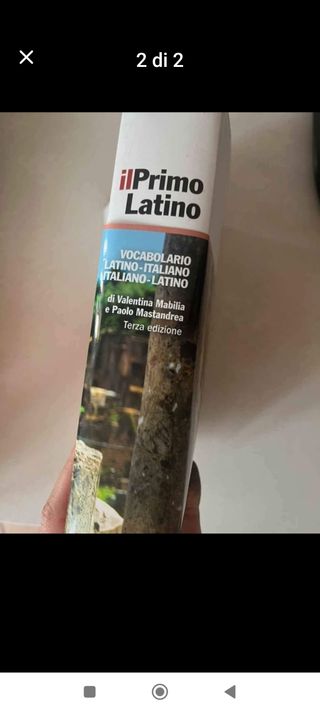 2 di 2
ilPrimo
Latino
VOCABOLARIO
LATINO-ITALIANO
ITALIANO-LATINO
di Valentina Mabilia
e Paolo Mastandrea
Terza edizione